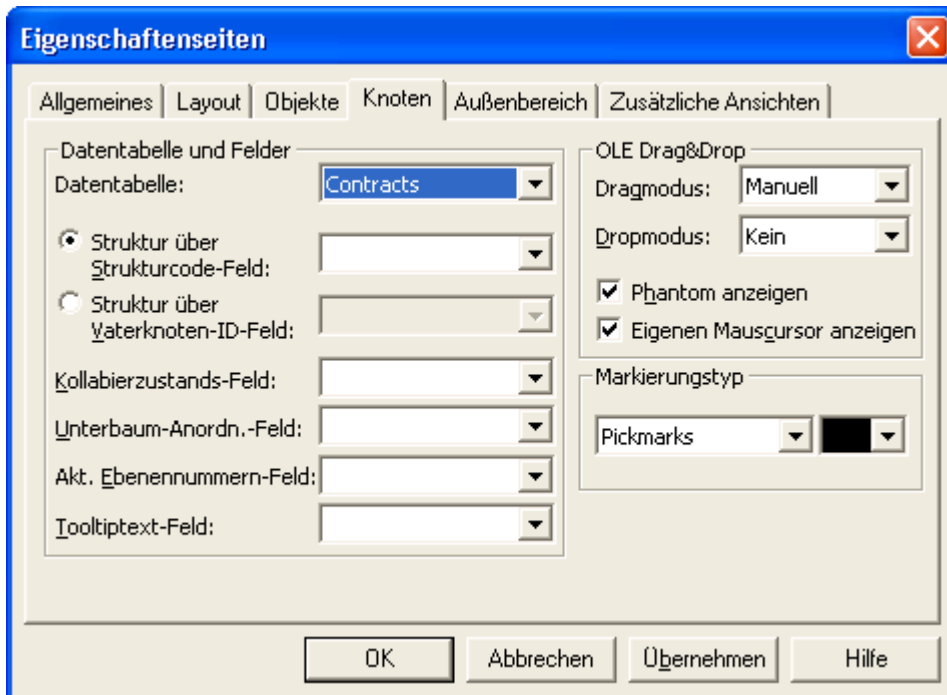 Eigenschaftenseiten
Allgemeines Layout Objekte Knoten Außenbereich Zusätzliche Ansichten
Datentabelle und Felder
Datentabelle: Contracts
Struktur über
Strukturcode-Feld:
Struktur über
Vaterknoten-ID-Feld:
Kollabierzustands-Feld:
Unterbaum-Anordn.-Feld:
Akt. Ebenennummern-Feld:
Tooltiptext-Feld:
OLE Drag&Drop
Dragmodus: Manuell
Dropmodus: Kein
Phantom anzeigen
Eigenen Mauscursor anzeigen
Markierungstyp
Pickmarks
OK Abbrechen Übernehmen Hilfe